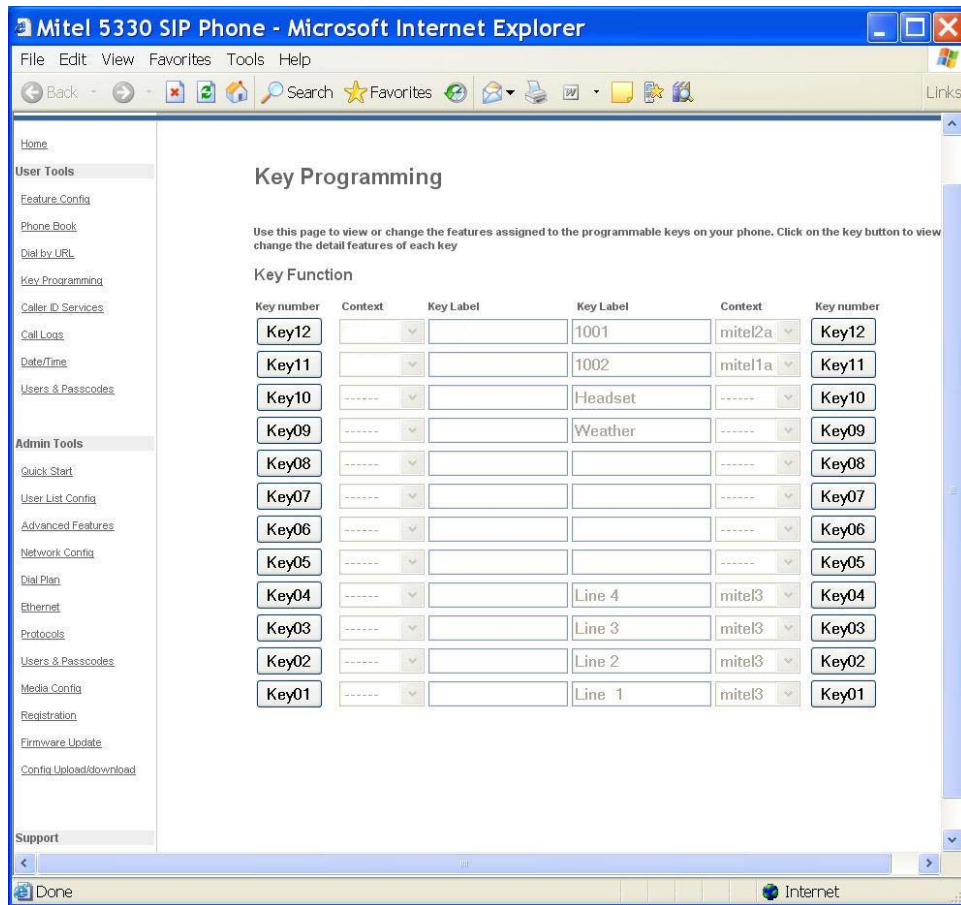 Mitel 5330 SIP Phone - Microsoft Internet Explorer
File Edit View Favorites Tools Help
Back Search Favorites Links
Home
User Tools
Feature Config
Phone Book
Dial by URL
Key Programming
Caller ID Services
Call Logs
Date/Time
Users & Passcodes
Admin Tools
Quick Start
User List Config
Advanced Features
Network Config
Dial Plan
Ethernet
Protocols
Users & Passcodes
Media Config
Registration
Firmware Update
Config Upload/download
Support
Key Programming
Use this page to view or change the features assigned to the programmable keys on your phone. Click on the key button to view
change the detail features of each key
Key Function
Key number Context Key Label Key Label Context Key number
Key12 1001 mitel2a Key12
Key11 1002 mitel1a Key11
Key10 ------ Headset ------ Key10
Key09 ------ Weather ------ Key09
Key08 ------ ------ Key08
Key07 ------ ------ Key07
Key06 ------ ------ Key06
Key05 ------ ------ Key05
Key04 ------ Line 4 mitel3 Key04
Key03 ------ Line 3 mitel3 Key03
Key02 ------ Line 2 mitel3 Key02
Key01 ------ Line 1 mitel3 Key01
Done Internet